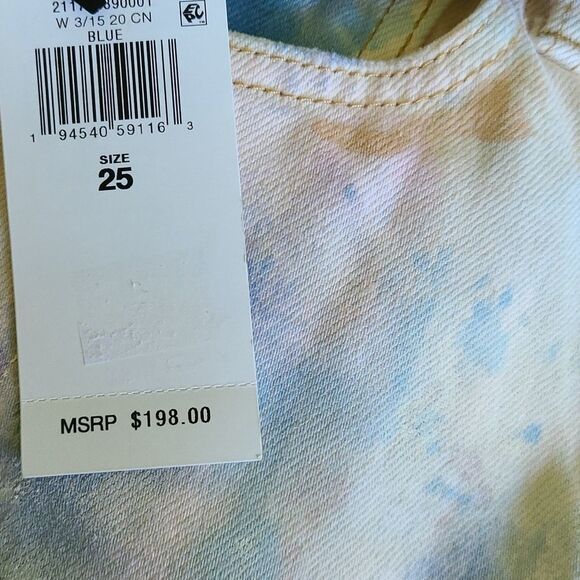 W 3/15 20 CN
BLUE
1 94540 59116 3
SIZE
25
MSRP $198.00